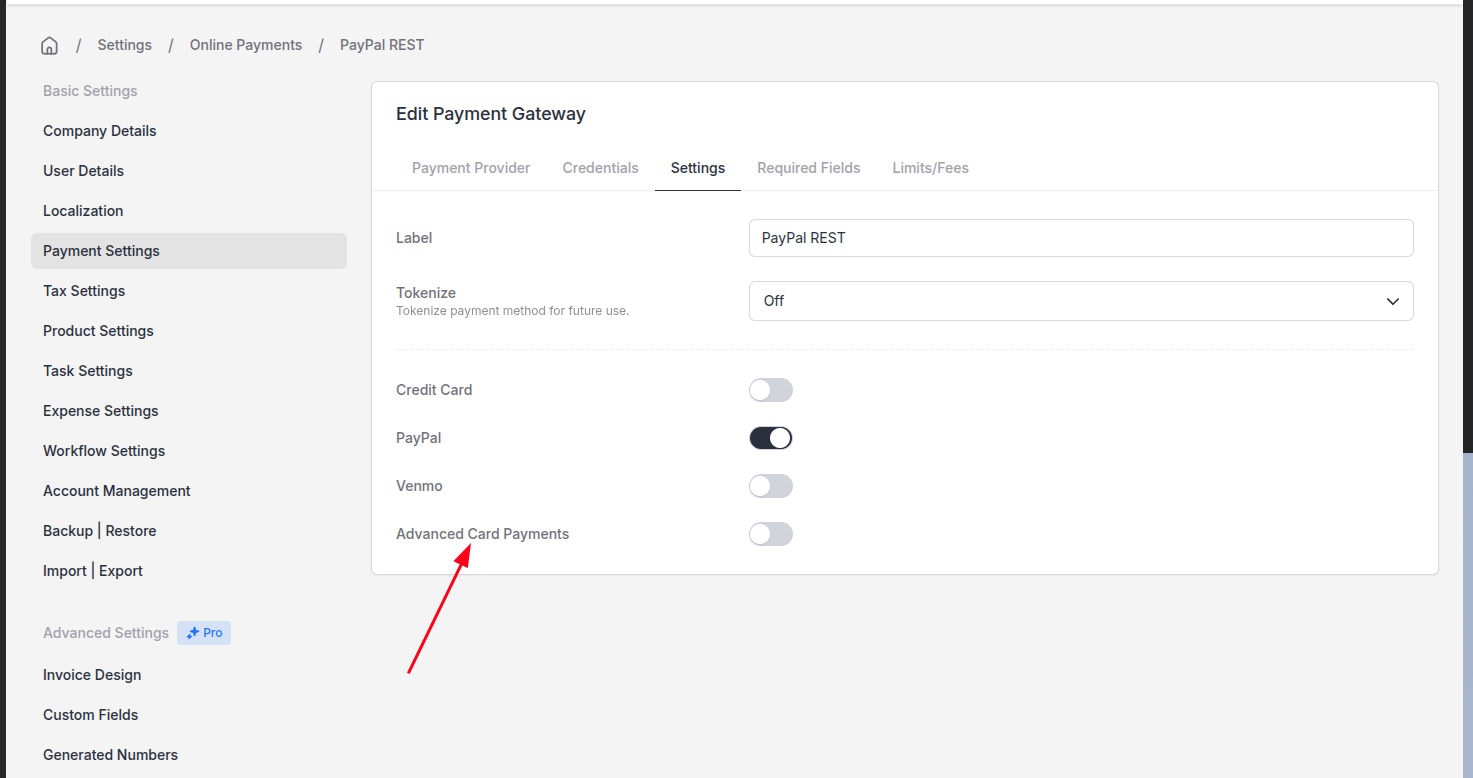 / Settings / Online Payments / PayPal REST
Basic Settings
Company Details
User Details
Localization
Payment Settings
Tax Settings
Product Settings
Task Settings
Expense Settings
Workflow Settings
Account Management
Backup | Restore
Import | Export
Advanced Settings Pro
Invoice Design
Custom Fields
Generated Numbers
Edit Payment Gateway
Payment Provider Credentials Settings Required Fields Limits/Fees
Label PayPal REST
Tokenize Off
Tokenize payment method for future use.
Credit Card
PayPal
Venmo
Advanced Card Payments